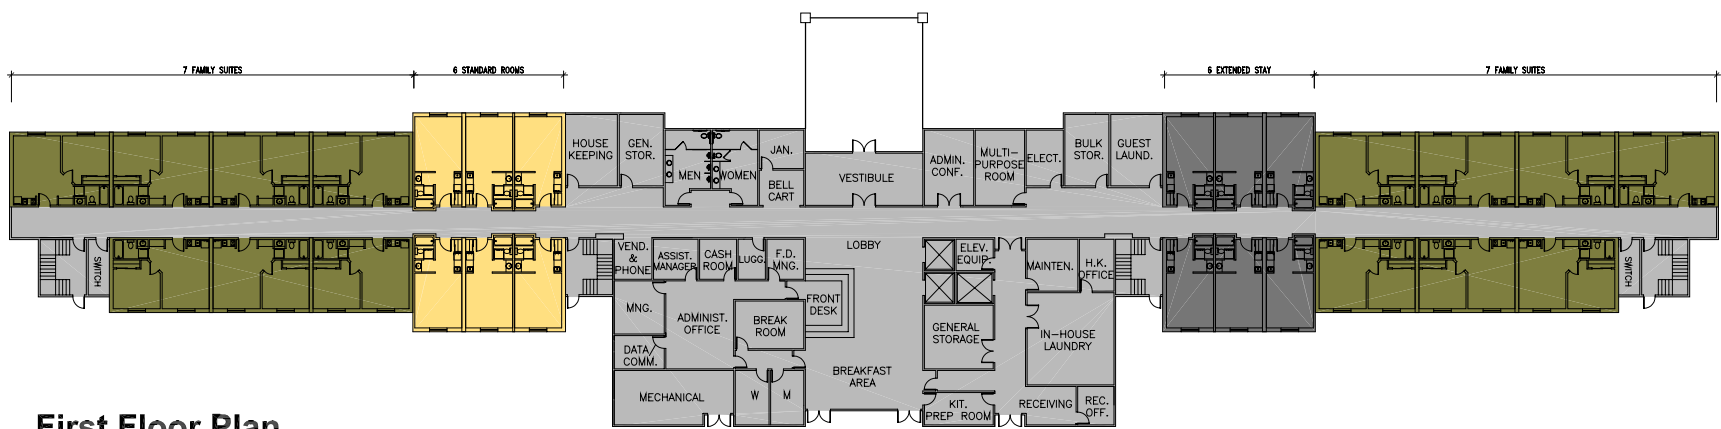 7 FAMILY SUITES
6 STANDARD ROOMS
6 EXTENDED STAY
7 FAMILY SUITES
HOUSE
KEEPING
GEN.
STOR.
MEN
WOMEN
JAN.
BELL
CART
VESTIBULE
ADMIN.
CONF.
MULTI-
PURPOSE
ROOM
ELECT.
BULK
STOR.
GUEST
LAUND.
SWITCH
VEND.
&
PHONE
ASSIST.
MANAGER
CASH
ROOM
LUGG.
F.D.
MNG.
LOBBY
ELEV.
EQUIP.
MAINTEN.
H.K.
OFFICE
SWITCH
MNG.
ADMINIST.
OFFICE
BREAK
ROOM
FRONT
DESK
GENERAL
STORAGE
IN-HOUSE
LAUNDRY
DATA/
COMM.
MECHANICAL
W
M
BREAKFAST
AREA
KIT.
PREP ROOM
RECEIVING
REC.
OFF.
First Floor Plan